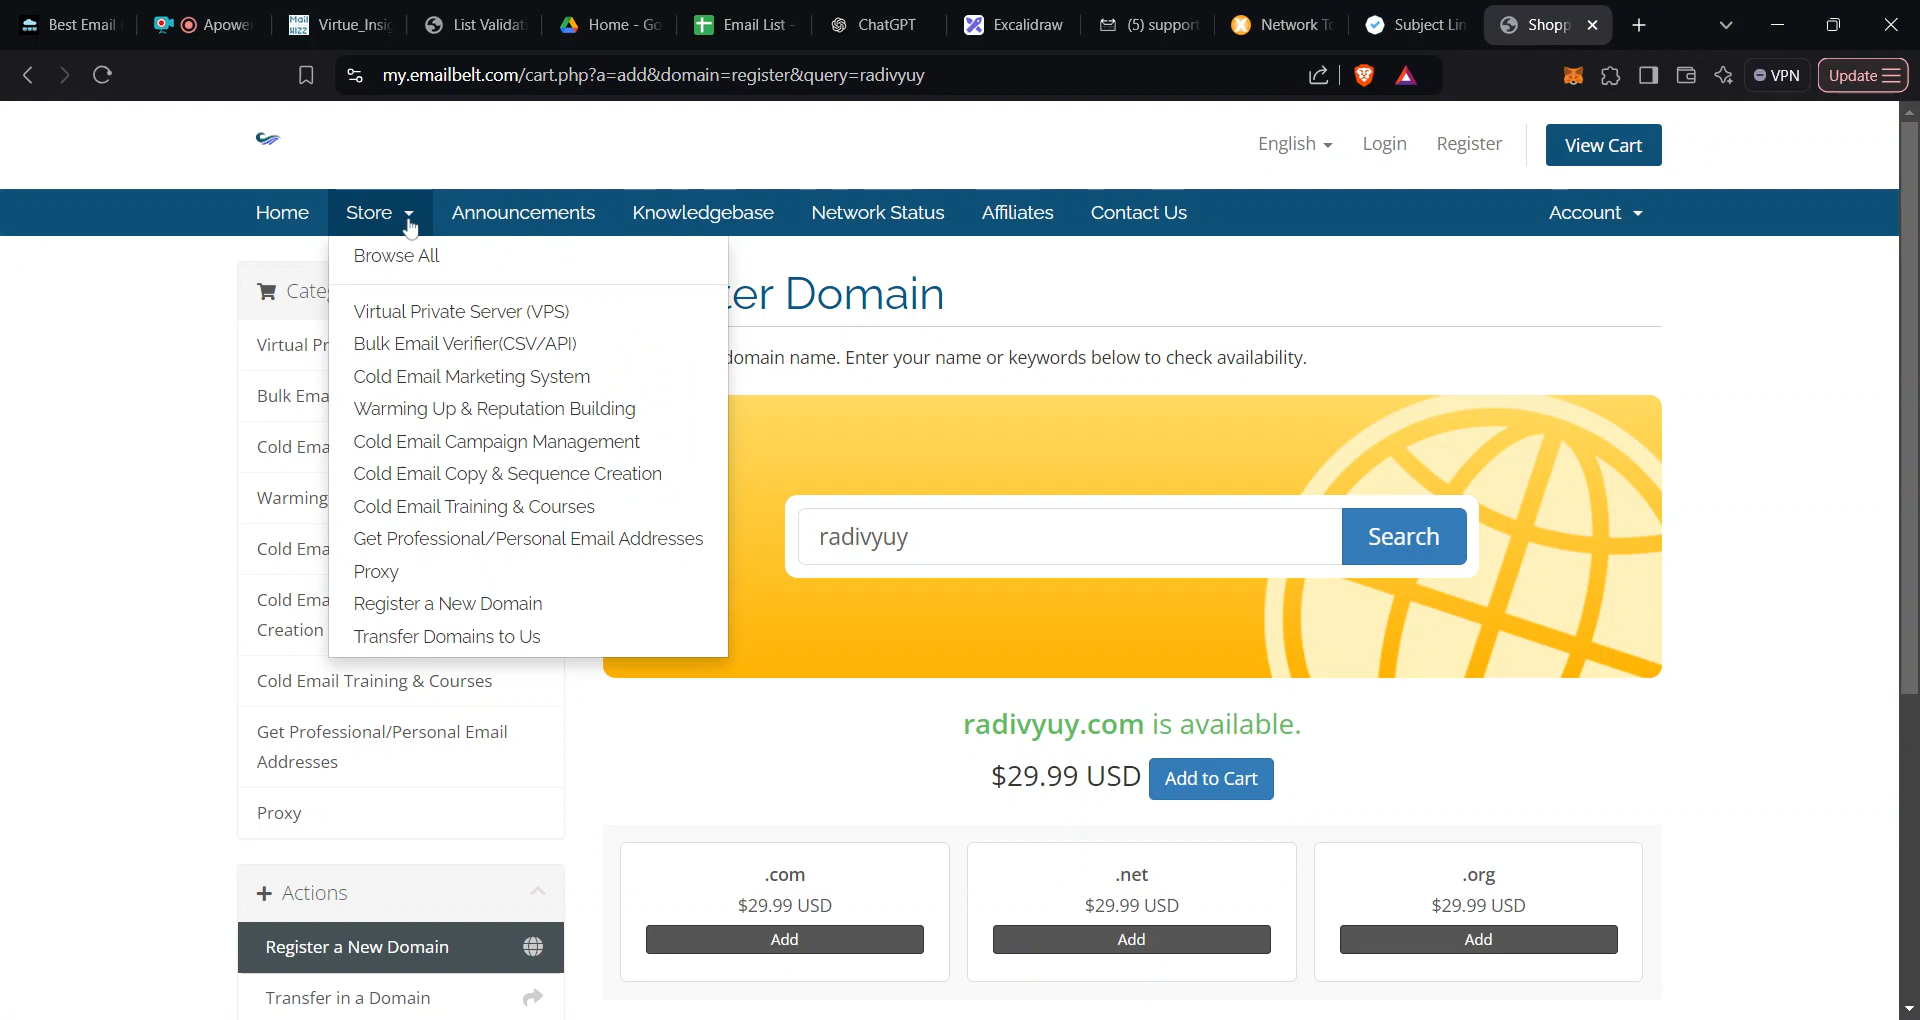 Best Email
Apower
Virtue_Insi
List Validat
Home - Go
Email List -
ChatGPT
Excalidraw
(5) support
Network To
Subject Lin
Shopp
my.emailbelt.com/cart.php?a=add&domain=register&query=radivyuy
VPN
Update
English
Login
Register
View Cart
Home
Store
Announcements
Knowledgebase
Network Status
Affiliates
Contact Us
Account
Browse All
Virtual Private Server (VPS)
Bulk Email Verifier(CSV/API)
Cold Email Marketing System
Warming Up & Reputation Building
Cold Email Campaign Management
Cold Email Copy & Sequence Creation
Cold Email Training & Courses
Get Professional/Personal Email Addresses
Proxy
Register a New Domain
Transfer Domains to Us
Categ
Virtual Pr
Bulk Ema
Cold Ema
Warming
Cold Ema
Cold Ema
Creation
Cold Email Training & Courses
Get Professional/Personal Email
Addresses
Proxy
Actions
Register a New Domain
Transfer in a Domain
er Domain
domain name. Enter your name or keywords below to check availability.
radivyuy
Search
radivyuy.com is available.
$29.99 USD
Add to Cart
.com
$29.99 USD
Add
.net
$29.99 USD
Add
.org
$29.99 USD
Add